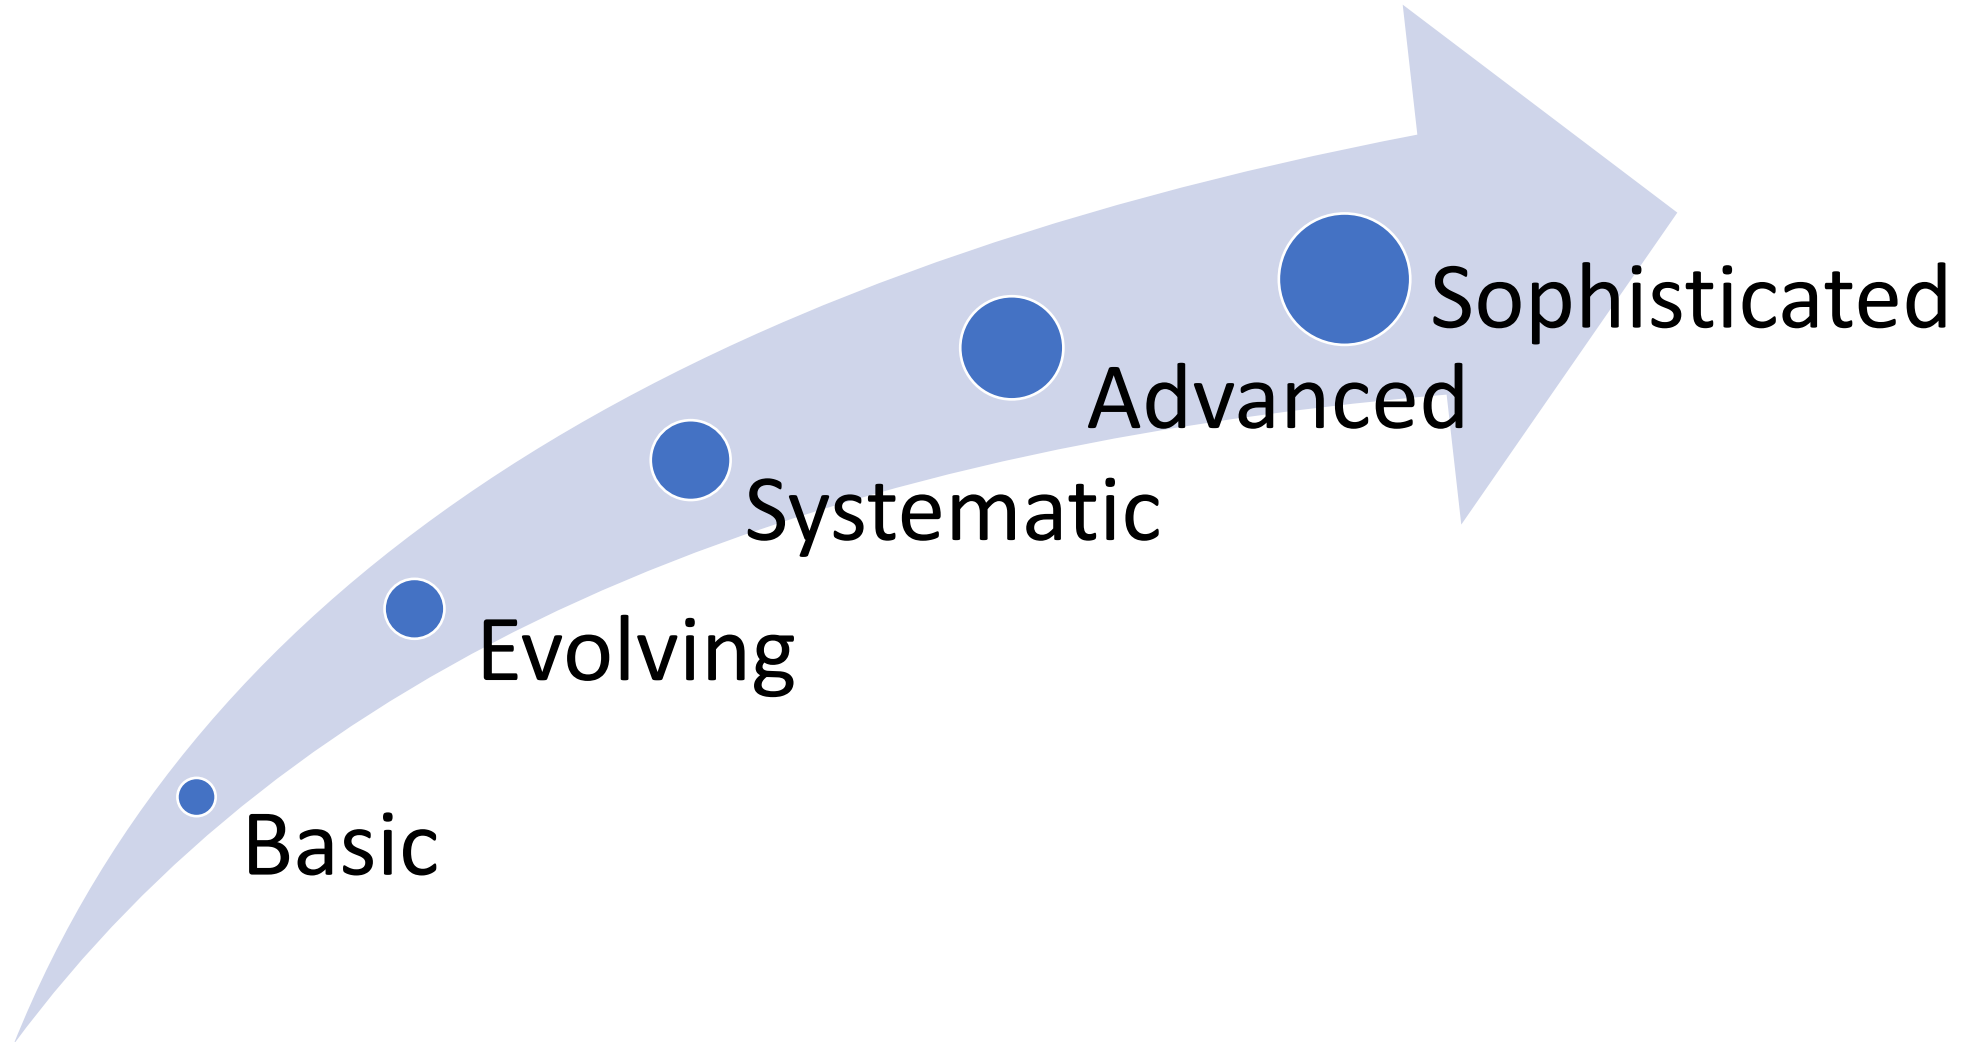 Basic
Evolving
Systematic
Advanced
Sophisticated